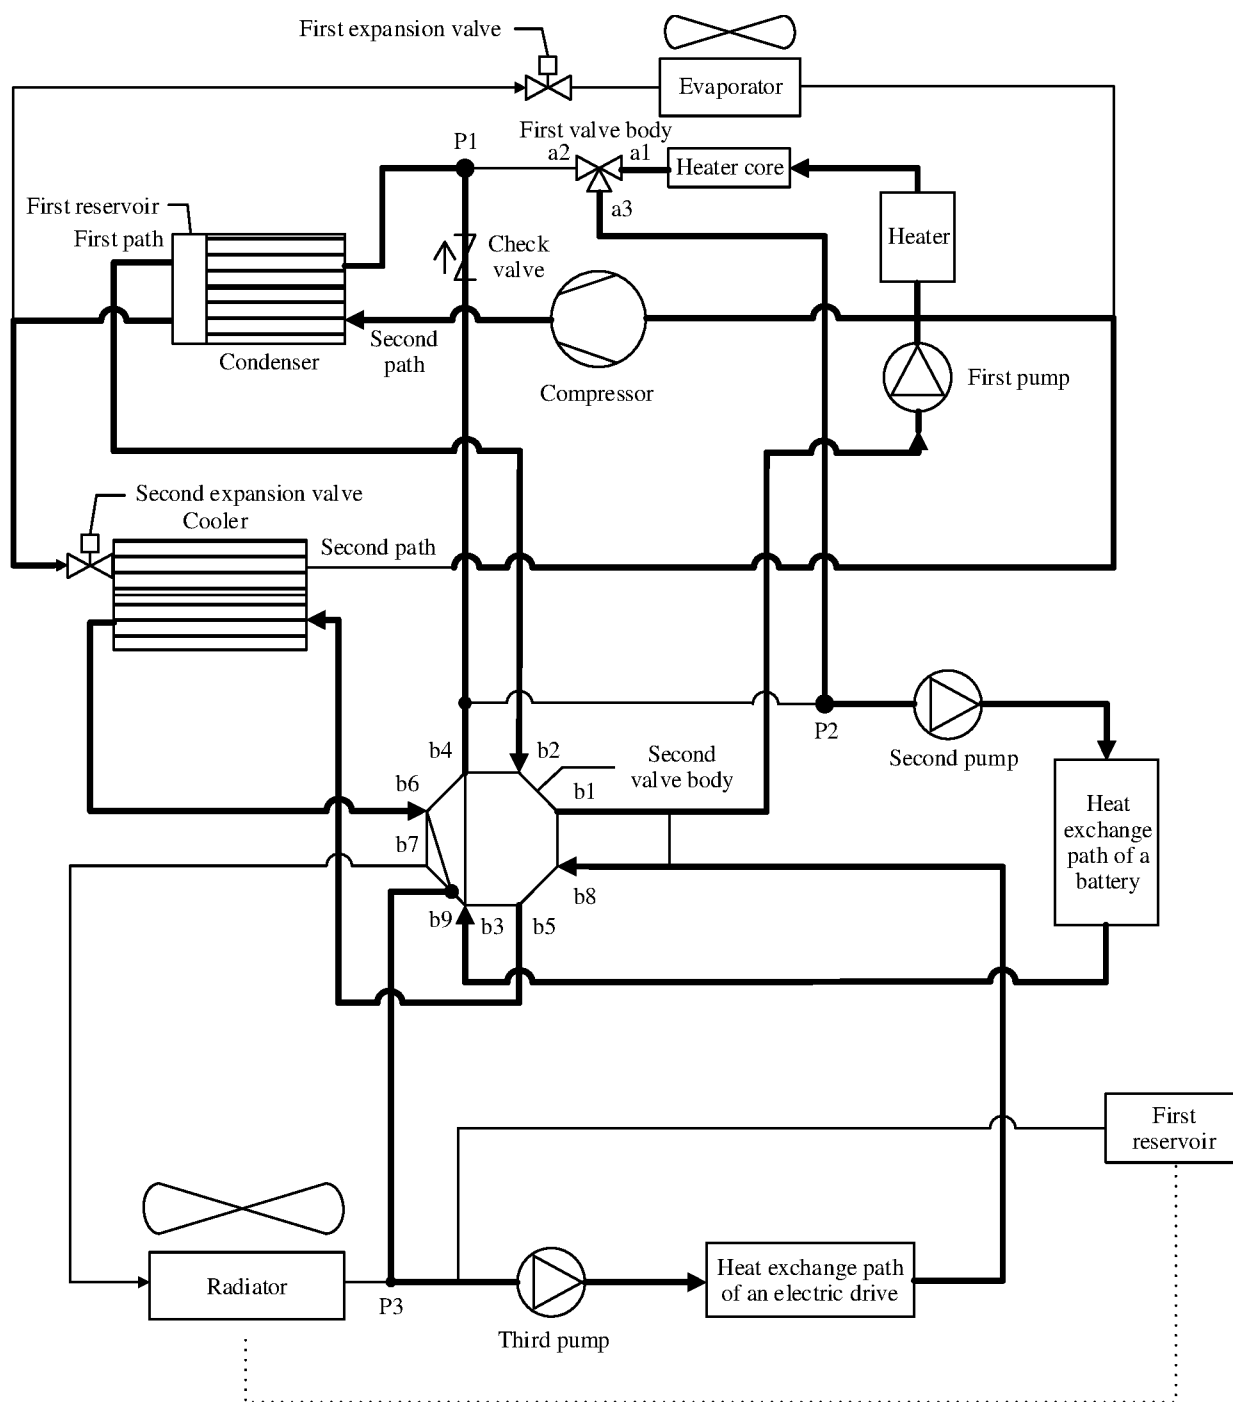 First expansion valve
Evaporator
First valve body
P1
a2
a1
Heater core
a3
First reservoir
First path
Heater
Check
valve
Second
path
Condenser
Compressor
First pump
Second expansion valve
Cooler
Second path
P2
Second pump
b4
b2
Second
valve body
b6
b1
b7
b8
b9
b3
b5
Heat
exchange
path of a
battery
First
reservoir
Radiator
P3
Heat exchange path
of an electric drive
Third pump